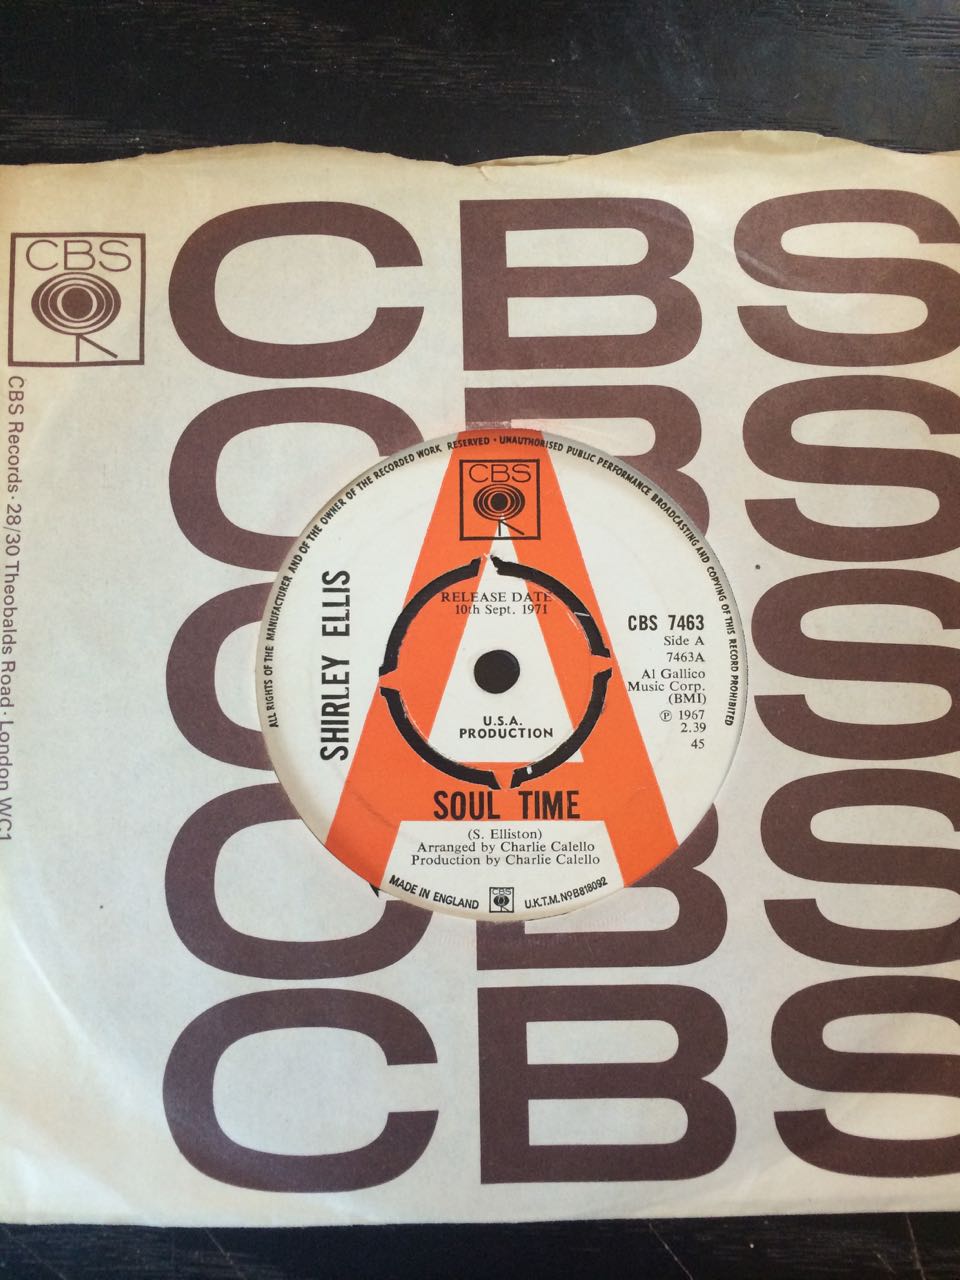 CBS
CBS
CBS Records · 28/30 Theobalds Road · London WC1
CBS
CBS
CBS
CBS
ALL RIGHTS OF THE MANUFACTURER AND OF THE OWNER OF THE RECORDED WORK RESERVED · UNAUTHORISED PUBLIC PERFORMANCE BROADCASTING AND COPYING OF THIS RECORD PROHIBITED
CBS
RELEASE DATE
10th Sept. 1971
SHIRLEY ELLIS
CBS 7463
Side A
7463A
Al Gallico
Music Corp.
(BMI)
℗ 1967
2.39
45
U.S.A.
PRODUCTION
A
SOUL TIME
(S. Elliston)
Arranged by Charlie Calello
Production by Charlie Calello
MADE IN ENGLAND
CBS
U.K.T.M. No B818092